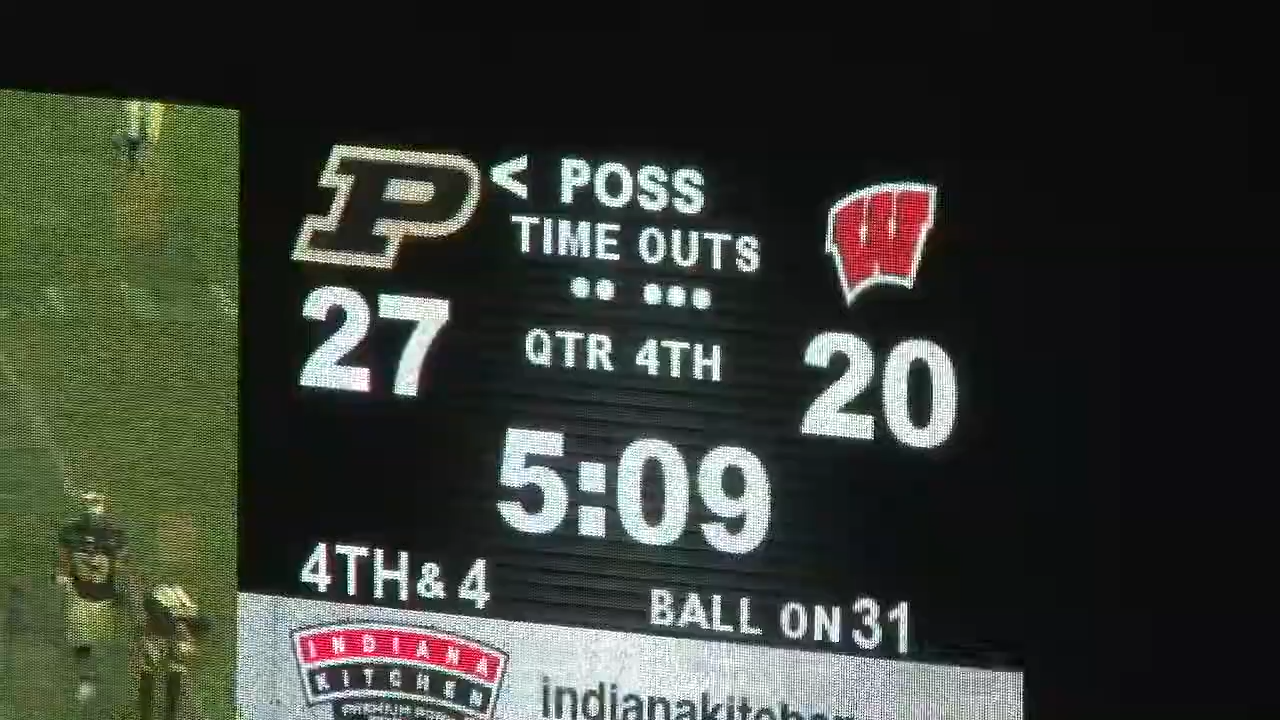 P < POSS W
TIME OUTS
27 QTR 4TH 20
5:09
4TH & 4 BALL ON 31
INDIANA
KITCHEN